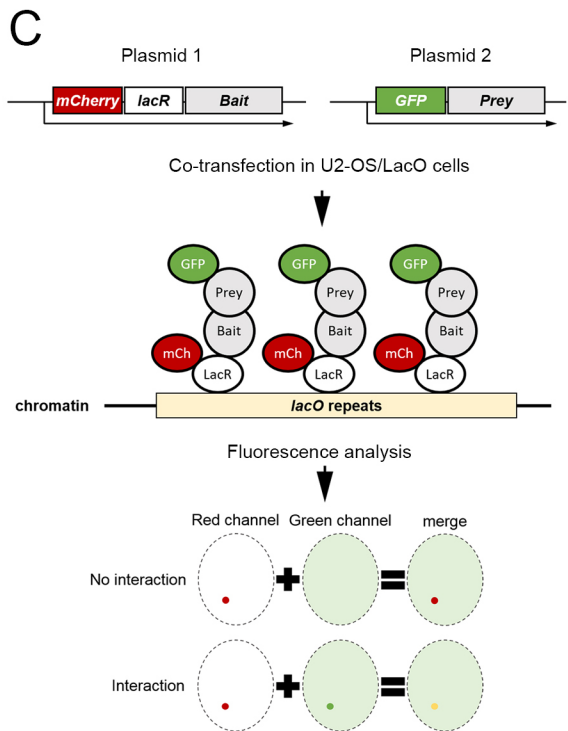 C
Plasmid 1
Plasmid 2
mCherry lacR Bait
GFP Prey
Co-transfection in U2-OS/LacO cells
GFP GFP GFP
Prey Prey Prey
Bait Bait Bait
mCh mCh mCh
LacR LacR LacR
chromatin
lacO repeats
Fluorescence analysis
Red channel Green channel merge
No interaction
Interaction